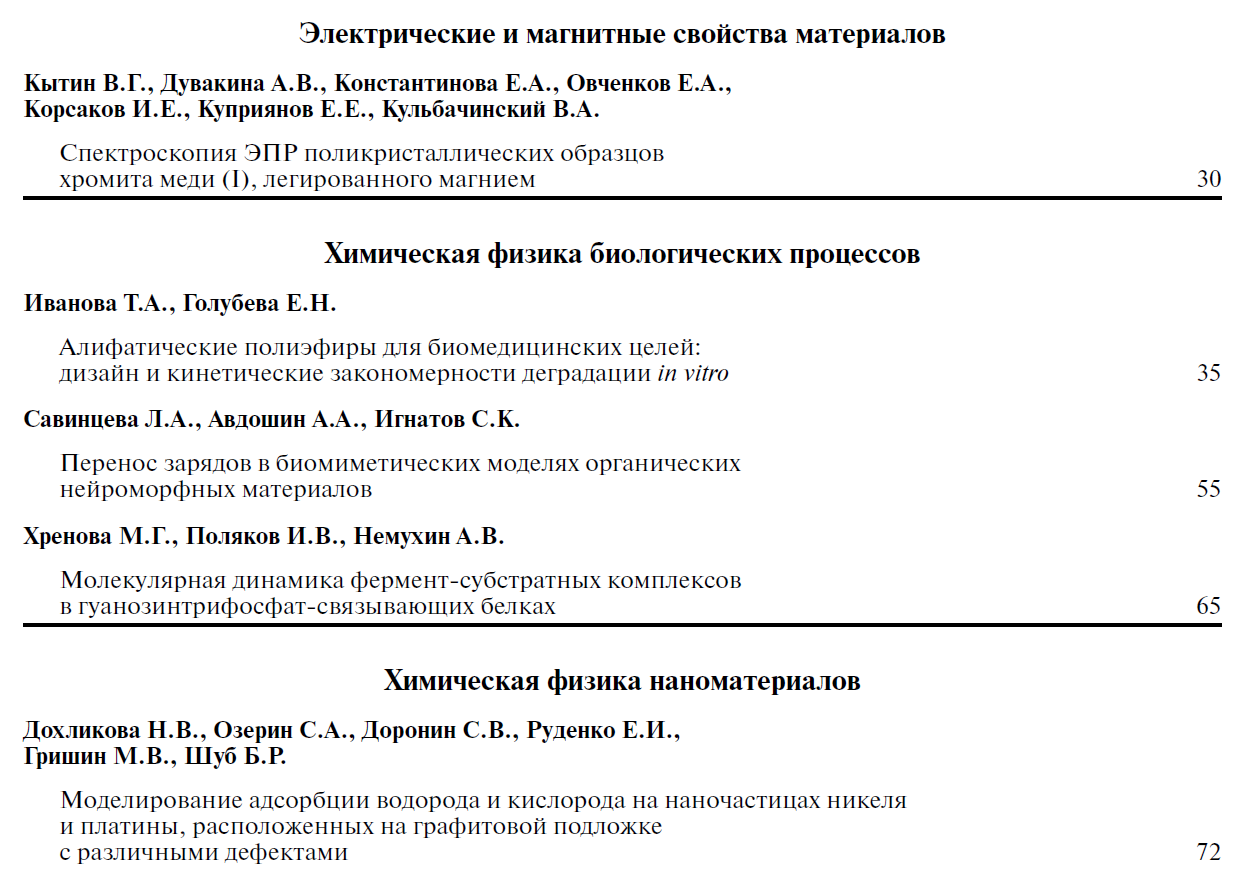 Электрические и магнитные свойства материалов
Кытин В.Г., Дувакина А.В., Константинова Е.А., Овченков Е.А.,
Корсаков И.Е., Куприянов Е.Е., Кульбачинский В.А.
Спектроскопия ЭПР поликристаллических образцов
хромита меди (I), легированного магнием 30
Химическая физика биологических процессов
Иванова Т.А., Голубева Е.Н.
Алифатические полиэфиры для биомедицинских целей:
дизайн и кинетические закономерности деградации in vitro 35
Савинцева Л.А., Авдошин А.А., Игнатов С.К.
Перенос зарядов в биомиметических моделях органических
нейроморфных материалов 55
Хренова М.Г., Поляков И.В., Немухин А.В.
Молекулярная динамика фермент-субстратных комплексов
в гуанозинтрифосфат-связывающих белках 65
Химическая физика наноматериалов
Дохликова Н.В., Озерин С.А., Доронин С.В., Руденко Е.И.,
Гришин М.В., Шуб Б.Р.
Моделирование адсорбции водорода и кислорода на наночастицах никеля
и платины, расположенных на графитовой подложке
с различными дефектами 72